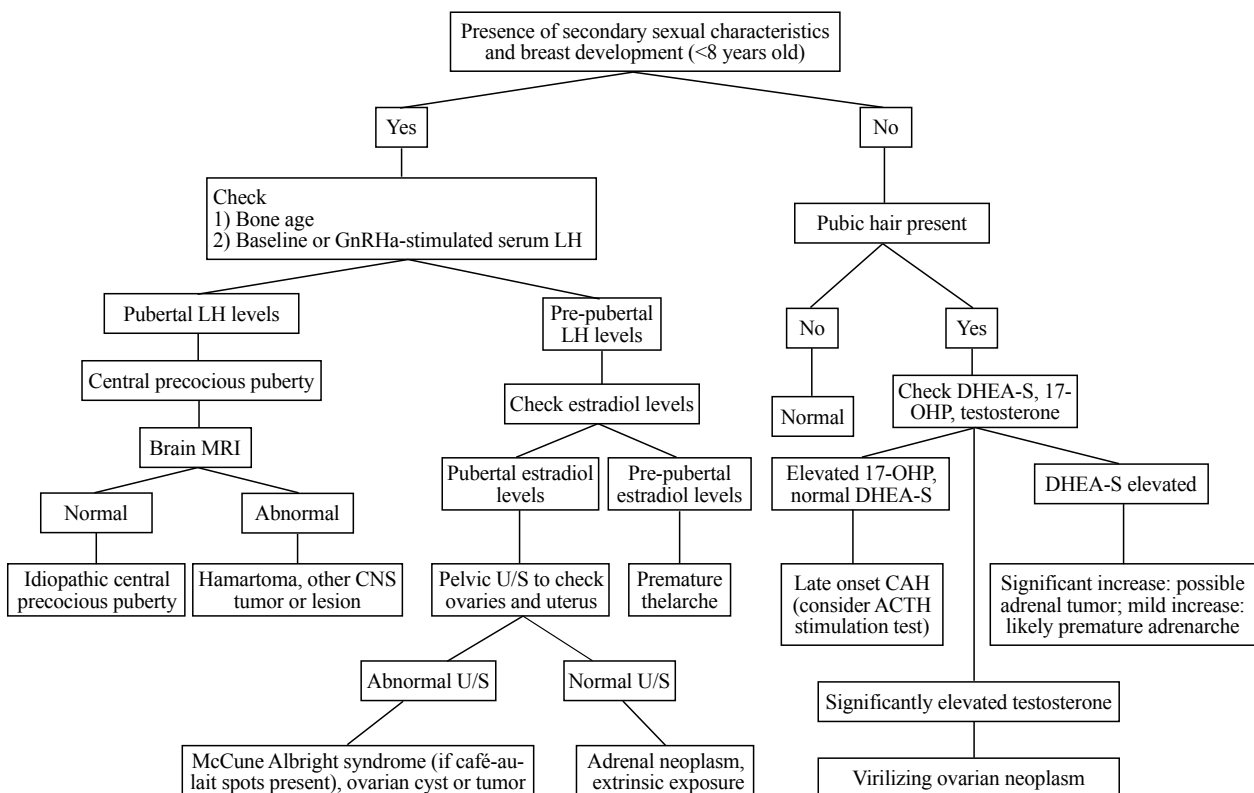 Presence of secondary sexual characteristics
and breast development (<8 years old)
Yes
No
Check
1) Bone age
2) Baseline or GnRHa-stimulated serum LH
Pubic hair present
Pubertal LH levels
Pre-pubertal
LH levels
No
Yes
Central precocious puberty
Check estradiol levels
Normal
Check DHEA-S, 17-
OHP, testosterone
Brain MRI
Pubertal estradiol
levels
Pre-pubertal
estradiol levels
Elevated 17-OHP,
normal DHEA-S
DHEA-S elevated
Normal
Abnormal
Idiopathic central
precocious puberty
Hamartoma, other CNS
tumor or lesion
Pelvic U/S to check
ovaries and uterus
Premature
thelarche
Late onset CAH
(consider ACTH
stimulation test)
Significant increase: possible
adrenal tumor; mild increase:
likely premature adrenarche
Abnormal U/S
Normal U/S
Significantly elevated testosterone
McCune Albright syndrome (if café-au-
lait spots present), ovarian cyst or tumor
Adrenal neoplasm,
extrinsic exposure
Virilizing ovarian neoplasm